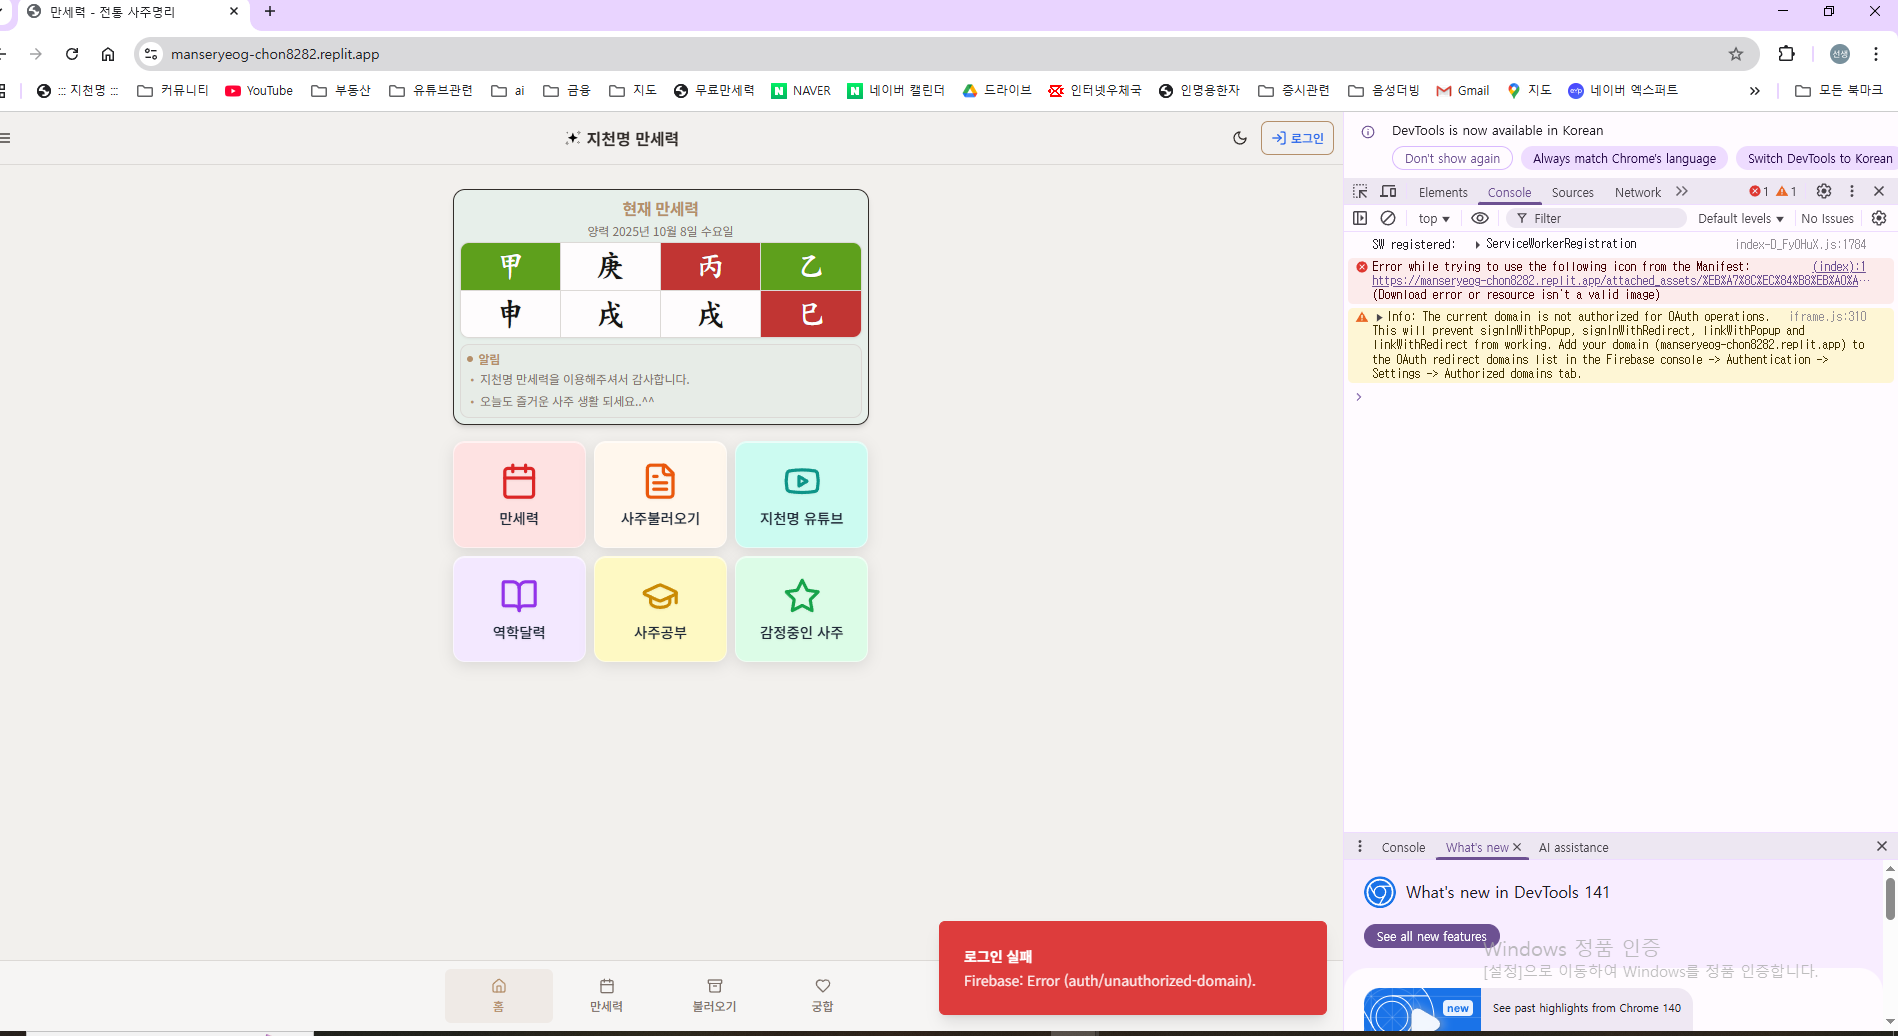 만세력 - 전통 사주명리
manseryeog-chon8282.replit.app
::: 지천명 :::
커뮤니티
YouTube
부동산
유튜브관련
ai
금융
지도
무료만세력
NAVER
네이버 캘린더
드라이브
인터넷우체국
인명용한자
증시관련
음성더빙
Gmail
지도
네이버 엑스퍼트
»
모든 북마크
선생
지천명 만세력
로그인
현재 만세력
양력 2025년 10월 8일 수요일
甲 庚 丙 乙
申 戌 戌 巳
알림
• 지천명 만세력을 이용해주셔서 감사합니다.
• 오늘도 즐거운 사주 생활 되세요..^^
만세력
사주불러오기
지천명 유튜브
역학달력
사주공부
감정중인 사주
홈
만세력
불러오기
궁합
로그인 실패
Firebase: Error (auth/unauthorized-domain).
DevTools is now available in Korean
Don't show again
Always match Chrome's language
Switch DevTools to Korean
Elements
Console
Sources
Network
1
1
top
Filter
Default levels
No Issues
SW registered: ServiceWorkerRegistration
index-D_FyOHuX.js:1784
Error while trying to use the following icon from the Manifest:
(index):1
https://manseryeog-chon8282.replit.app/attached_assets/%EB%A7%8C%EC%84%B8%EB%A0%A…
(Download error or resource isn't a valid image)
Info: The current domain is not authorized for OAuth operations.
iframe.js:310
This will prevent signInWithPopup, signInWithRedirect, linkWithPopup and
linkWithRedirect from working. Add your domain (manseryeog-chon8282.replit.app) to
the OAuth redirect domains list in the Firebase console -> Authentication ->
Settings -> Authorized domains tab.
Console
What's new
AI assistance
What's new in DevTools 141
See all new features
Windows 정품 인증
[설정]으로 이동하여 Windows를 정품 인증합니다.
new
See past highlights from Chrome 140